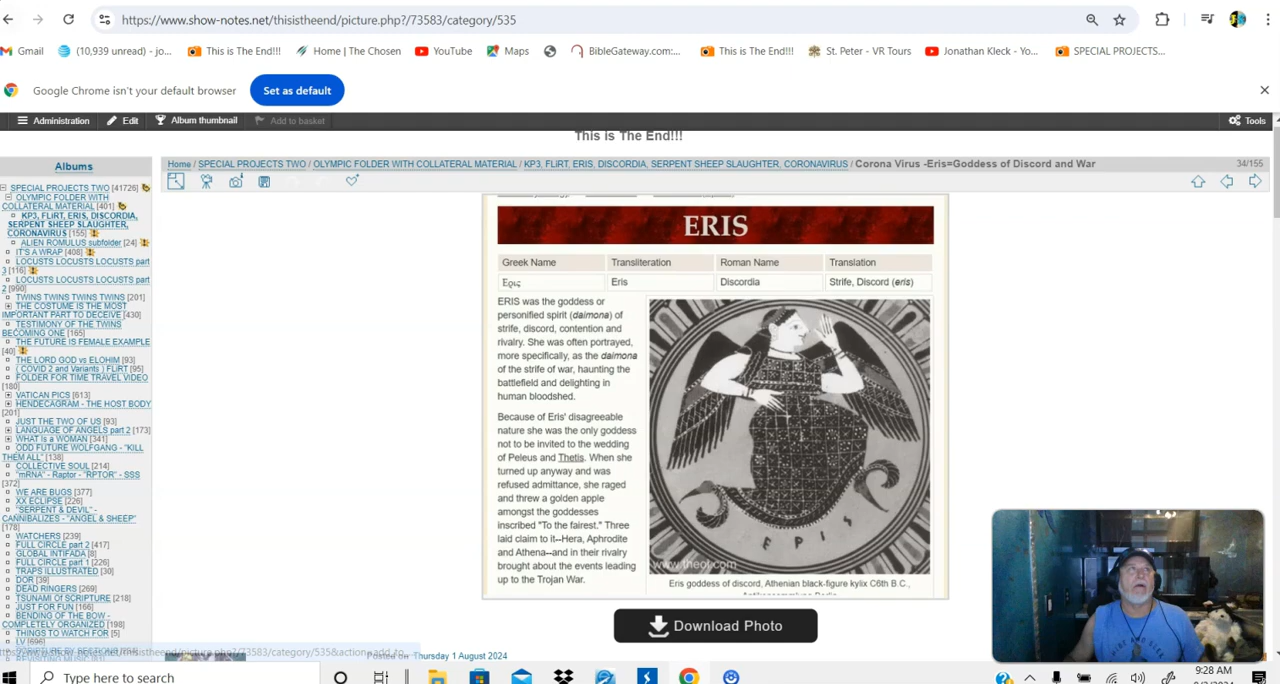 https://www.show-notes.net/thisistheend/picture.php?/73583/category/535
Gmail
(10,939 unread) - jo...
This is The End!!!
Home | The Chosen
YouTube
Maps
BibleGateway.com:...
This is The End!!!
St. Peter - VR Tours
Jonathan Kleck - Yo...
SPECIAL PROJECTS...
Google Chrome isn't your default browser
Set as default
Administration
Edit
Album thumbnail
Add to basket
Tools
This is The End!!!
Albums
Home / SPECIAL PROJECTS TWO / OLYMPIC FOLDER WITH COLLATERAL MATERIAL / KP3, FLiRT, ERIS, DISCORDIA, SERPENT SHEEP SLAUGHTER, CORONAVIRUS / Corona Virus -Eris=Goddess of Discord and War
34/155
SPECIAL PROJECTS TWO [41726]
OLYMPIC FOLDER WITH
COLLATERAL MATERIAL [401]
KP3, FLiRT, ERIS, DISCORDIA,
SERPENT SHEEP SLAUGHTER,
CORONAVIRUS [155]
ALIEN ROMULUS subfolder [24]
IT'S A WRAP [408]
LOCUSTS LOCUSTS LOCUSTS part
3 [116]
LOCUSTS LOCUSTS LOCUSTS part
2 [990]
TWINS TWINS TWINS TWINS [201]
THE COSTUME IS THE MOST
IMPORTANT PART TO DECEIVE [430]
TESTIMONY OF THE TWINS
BECOMING ONE [165]
THE FUTURE IS FEMALE EXAMPLE
[40]
THE LORD GOD vs ELOHIM [93]
( COVID 2 and Variants ) FLiRT [95]
FOLDER FOR TIME TRAVEL VIDEO
[180]
VATICAN PICS [613]
HENDECAGRAM - THE HOST BODY
[201]
JUST THE TWO OF US [93]
LANGUAGE OF ANGELS part 2 [173]
WHAT Is a WOMAN [341]
ODD FUTURE WOLFGANG - "KILL
THEM ALL" [138]
COLLECTIVE SOUL [214]
"mRNA" - Raptor - "RPTOR" - SSS
[372]
WE ARE BUGS [377]
XX ECLIPSE [226]
"SERPENT & DEVIL" -
CANNIBALIZES - "ANGEL & SHEEP"
[178]
WATCHERS [239]
FULL CIRCLE part 2 [417]
GLOBAL INTIFADA [8]
FULL CIRCLE part 1 [226]
TRAPS ILLUSTRATED [30]
DOR [39]
DEAD RINGERS [269]
TSUNAMI OF SCRIPTURE [218]
JUST FOR FUN [166]
BENDING OF THE BOW -
COMPLETELY ORGANIZED [198]
THINGS TO WATCH FOR [5]
LV [696]
ERIS
Greek Name Transliteration Roman Name Translation
Ερις Eris Discordia Strife, Discord (eris)
ERIS was the goddess or
personified spirit (daimona) of
strife, discord, contention and
rivalry. She was often portrayed,
more specifically, as the daimona
of the strife of war, haunting the
battlefield and delighting in
human bloodshed.
Because of Eris' disagreeable
nature she was the only goddess
not to be invited to the wedding
of Peleus and Thetis. When she
turned up anyway and was
refused admittance, she raged
and threw a golden apple
amongst the goddesses
inscribed "To the fairest." Three
laid claim to it--Hera, Aphrodite
and Athena--and in their rivalry
brought about the events leading
up to the Trojan War.
ΕΡΙΣ
www.theoi.com
Eris goddess of discord, Athenian black-figure kylix C6th B.C.,
Download Photo
Posted on Thursday 1 August 2024
Type here to search
9:28 AM